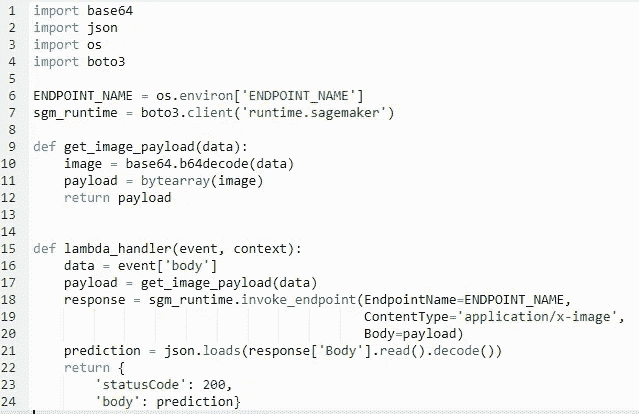 1 import base64
2 import json
3 import os
4 import boto3
5
6 ENDPOINT_NAME = os.environ['ENDPOINT_NAME']
7 sgm_runtime = boto3.client('runtime.sagemaker')
8
9 def get_image_payload(data):
10     image = base64.b64decode(data)
11     payload = bytearray(image)
12     return payload
13
14
15 def lambda_handler(event, context):
16     data = event['body']
17     payload = get_image_payload(data)
18     response = sgm_runtime.invoke_endpoint(EndpointName=ENDPOINT_NAME,
19                                            ContentType='application/x-image',
20                                            Body=payload)
21     prediction = json.loads(response['Body'].read().decode())
22     return {
23         'statusCode': 200,
24         'body': prediction}